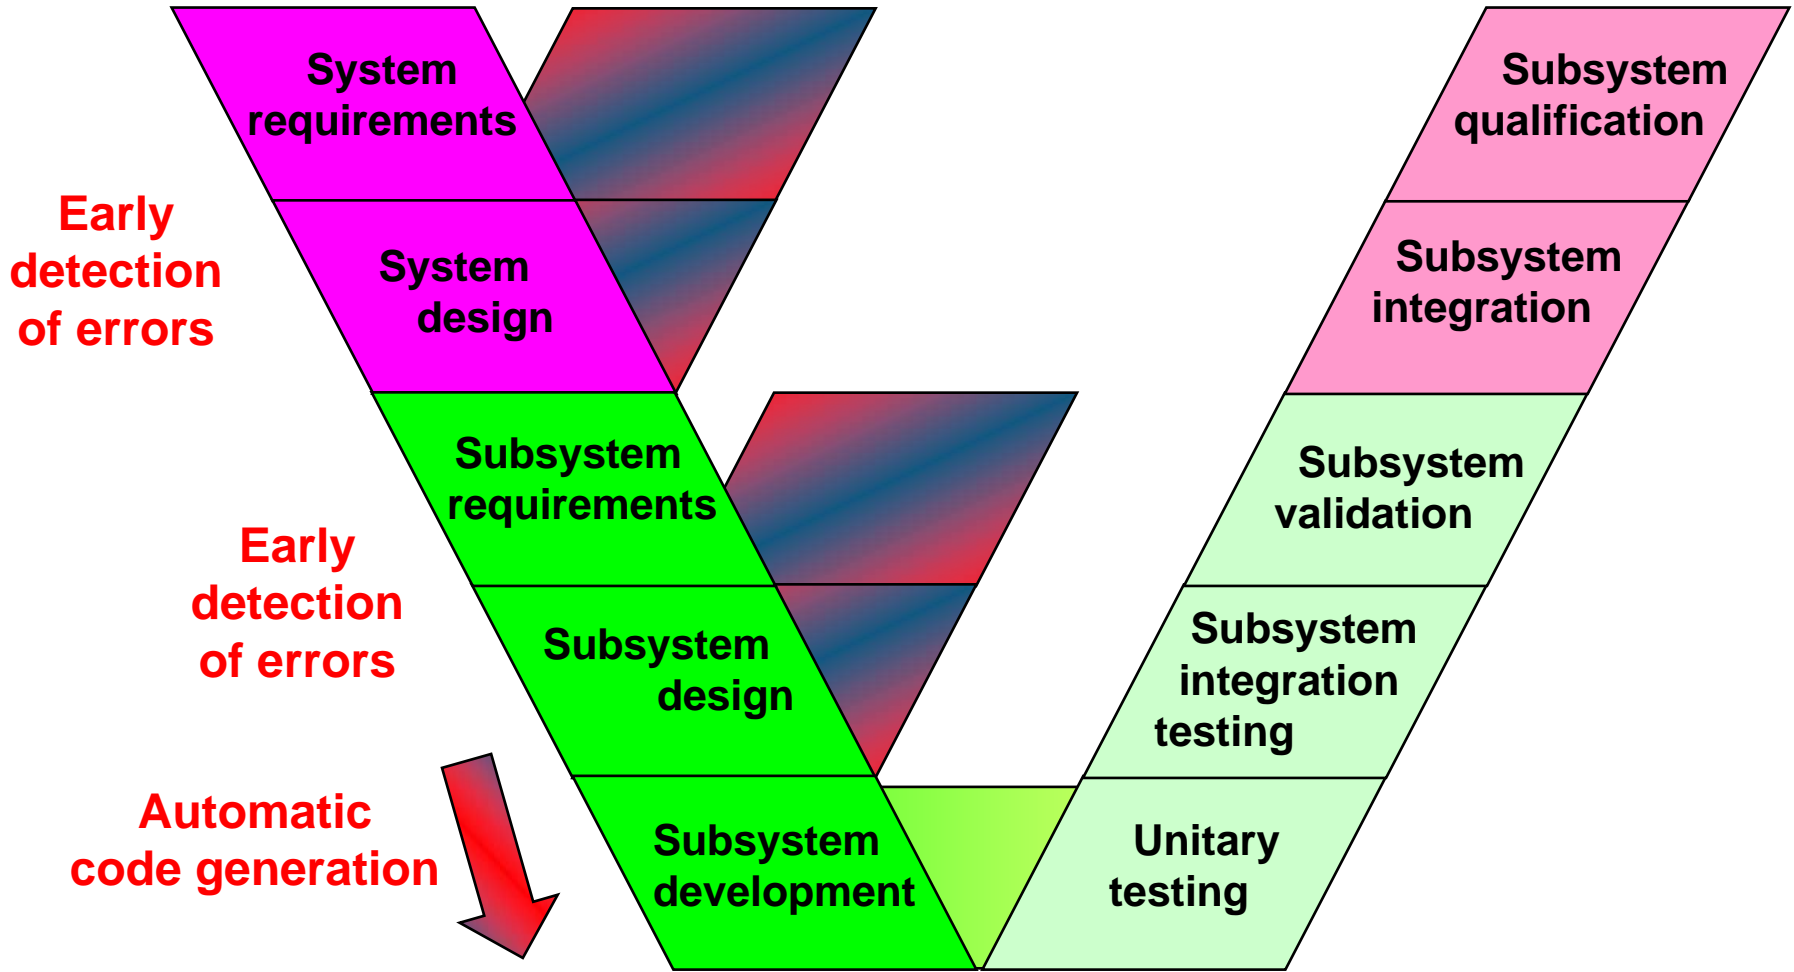 System
requirements
System
design
Subsystem
requirements
Subsystem
design
Subsystem
development
Early
detection
of errors
Early
detection
of errors
Automatic
code generation
Subsystem
qualification
Subsystem
integration
Subsystem
validation
Subsystem
integration
testing
Unitary
testing